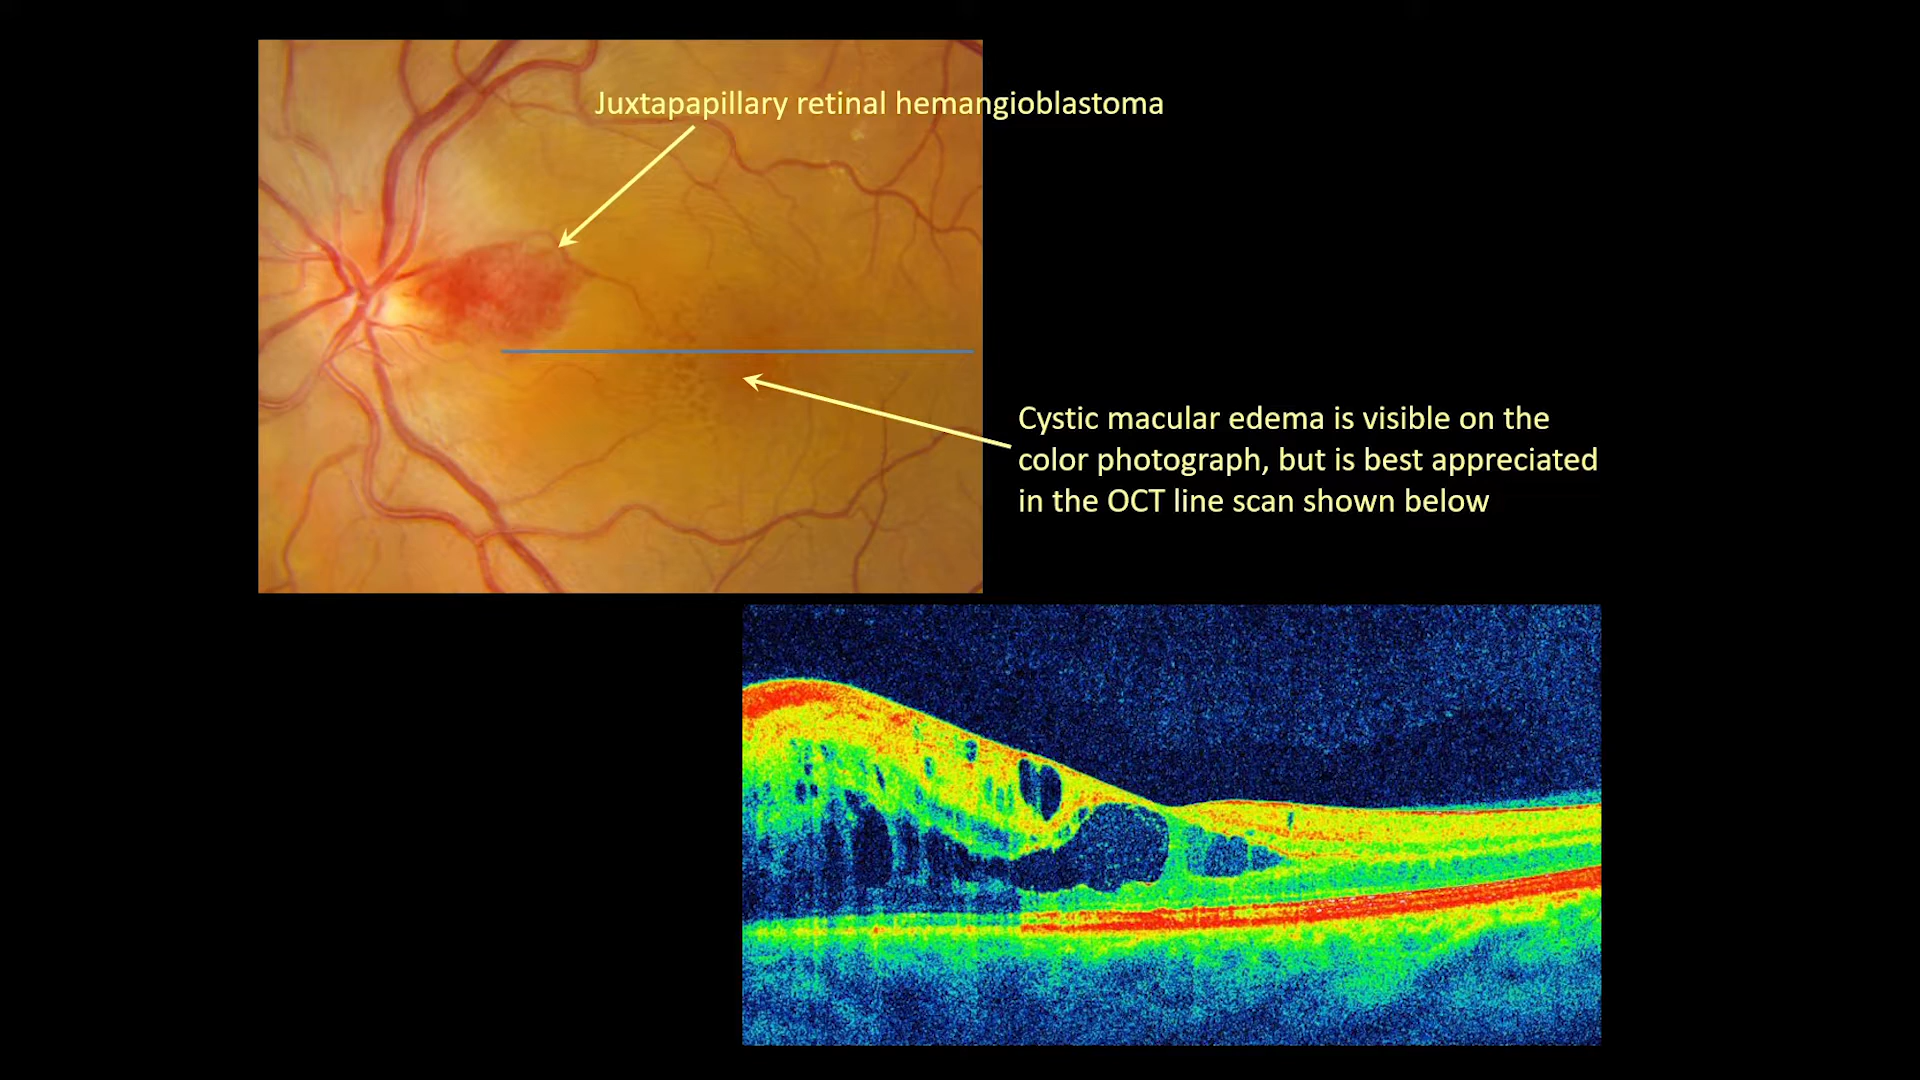 Juxtapapillary retinal hemangioblastoma
Cystic macular edema is visible on the
color photograph, but is best appreciated
in the OCT line scan shown below